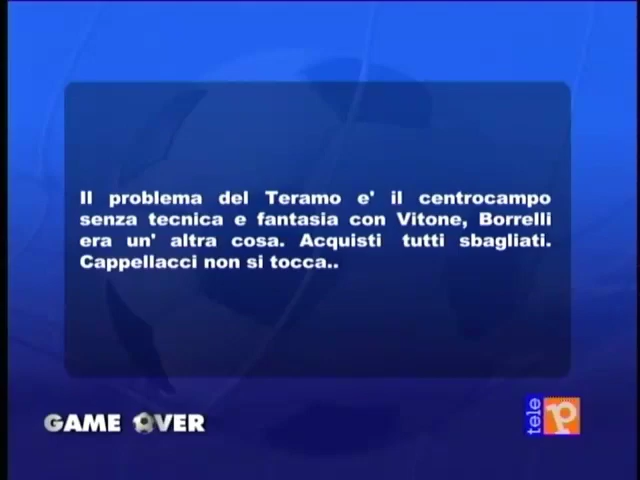 Il problema del Teramo e' il centrocampo
senza tecnica e fantasia con Vitone, Borrelli
era un' altra cosa. Acquisti tutti sbagliati.
Cappellacci non si tocca..
GAME OVER
tele p